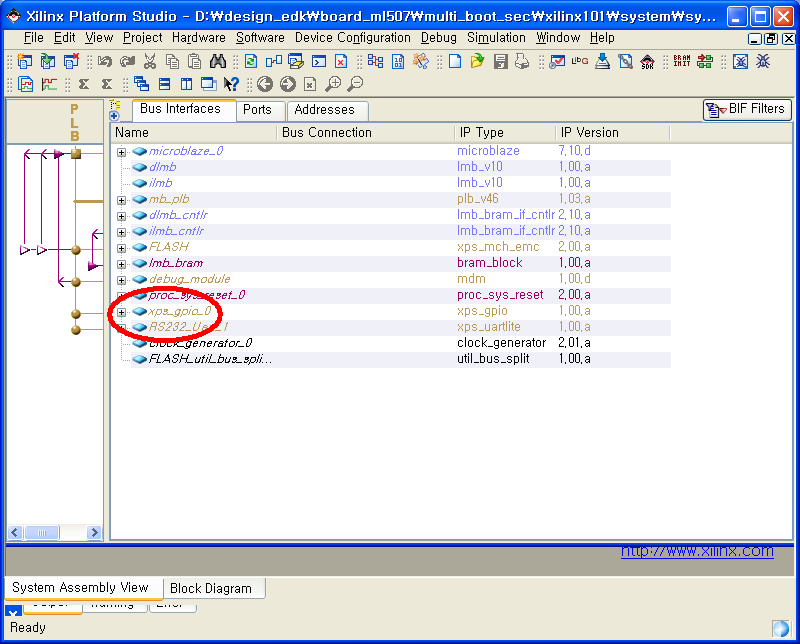 Xilinx Platform Studio - D:₩design_edk₩board_ml507₩multi_boot_sec₩xilinx101₩system₩sy...
File Edit View Project Hardware Software Device Configuration Debug Simulation Window Help
PLB
Bus Interfaces Ports Addresses BIF Filters
Name Bus Connection IP Type IP Version
microblaze_0 microblaze 7,10,d
dlmb lmb_v10 1,00,a
ilmb lmb_v10 1,00,a
mb_plb plb_v46 1,03,a
dlmb_cntlr lmb_bram_if_cntlr 2,10,a
ilmb_cntlr lmb_bram_if_cntlr 2,10,a
FLASH xps_mch_emc 2,00,a
lmb_bram bram_block 1,00,a
debug_module mdm 1,00,d
proc_sys_reset_0 proc_sys_reset 2,00,a
xps_gpio_0 xps_gpio 1,00,a
RS232_Uart_1 xps_uartlite 1,00,a
clock_generator_0 clock_generator 2,01,a
FLASH_util_bus_spli... util_bus_split 1,00,a
http://www.xilinx.com
System Assembly View Block Diagram
Output Warning Error
Ready